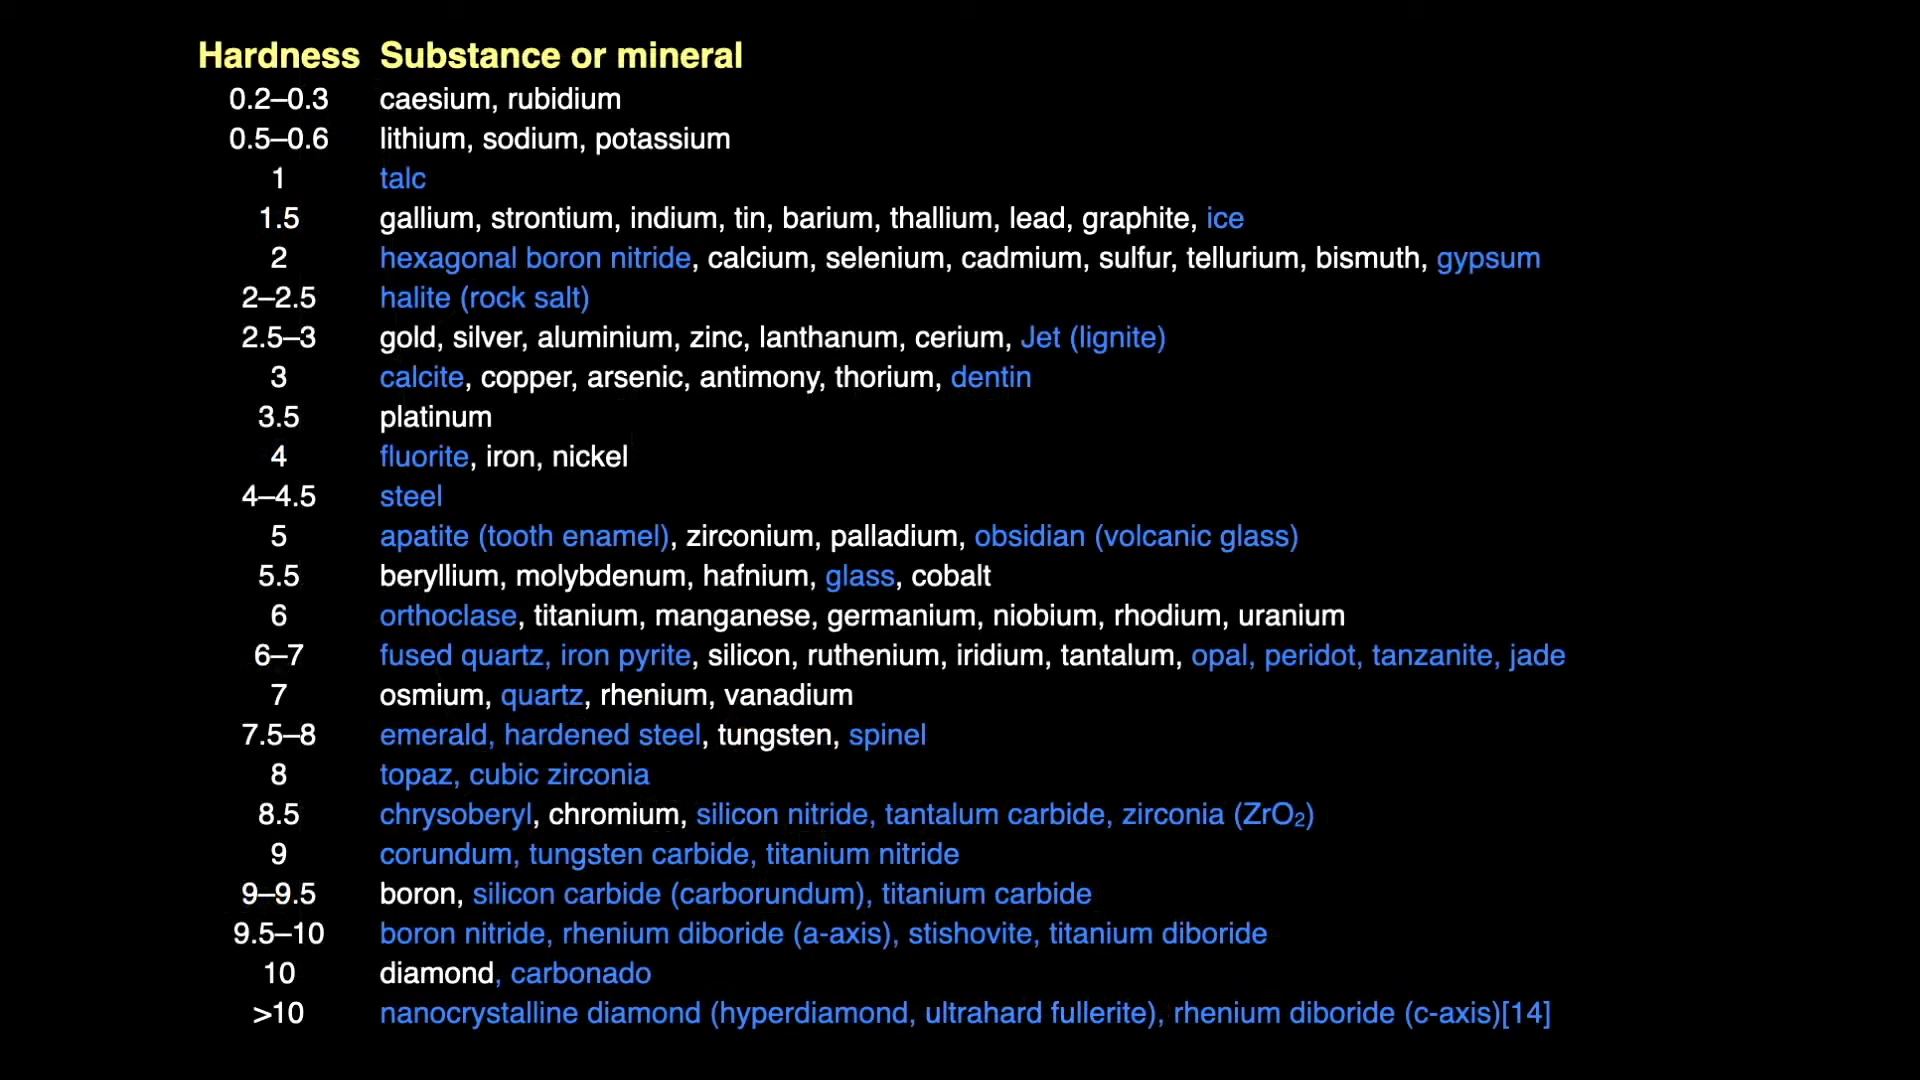 Hardness Substance or mineral
0.2–0.3 caesium, rubidium
0.5–0.6 lithium, sodium, potassium
1 talc
1.5 gallium, strontium, indium, tin, barium, thallium, lead, graphite, ice
2 hexagonal boron nitride, calcium, selenium, cadmium, sulfur, tellurium, bismuth, gypsum
2–2.5 halite (rock salt)
2.5–3 gold, silver, aluminium, zinc, lanthanum, cerium, Jet (lignite)
3 calcite, copper, arsenic, antimony, thorium, dentin
3.5 platinum
4 fluorite, iron, nickel
4–4.5 steel
5 apatite (tooth enamel), zirconium, palladium, obsidian (volcanic glass)
5.5 beryllium, molybdenum, hafnium, glass, cobalt
6 orthoclase, titanium, manganese, germanium, niobium, rhodium, uranium
6–7 fused quartz, iron pyrite, silicon, ruthenium, iridium, tantalum, opal, peridot, tanzanite, jade
7 osmium, quartz, rhenium, vanadium
7.5–8 emerald, hardened steel, tungsten, spinel
8 topaz, cubic zirconia
8.5 chrysoberyl, chromium, silicon nitride, tantalum carbide, zirconia (ZrO₂)
9 corundum, tungsten carbide, titanium nitride
9–9.5 boron, silicon carbide (carborundum), titanium carbide
9.5–10 boron nitride, rhenium diboride (a-axis), stishovite, titanium diboride
10 diamond, carbonado
>10 nanocrystalline diamond (hyperdiamond, ultrahard fullerite), rhenium diboride (c-axis)[14]